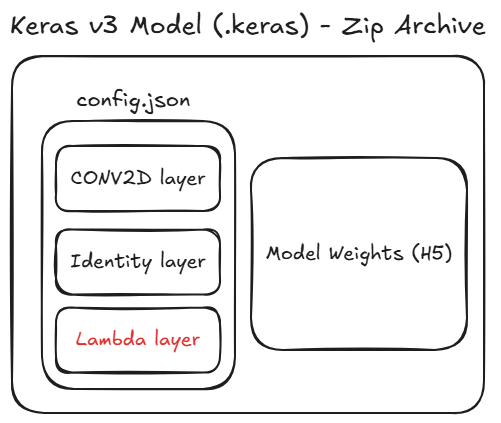 Keras v3 Model (.keras) - Zip Archive
config.json
CONV2D layer
Identity layer
Lambda layer
Model Weights (H5)